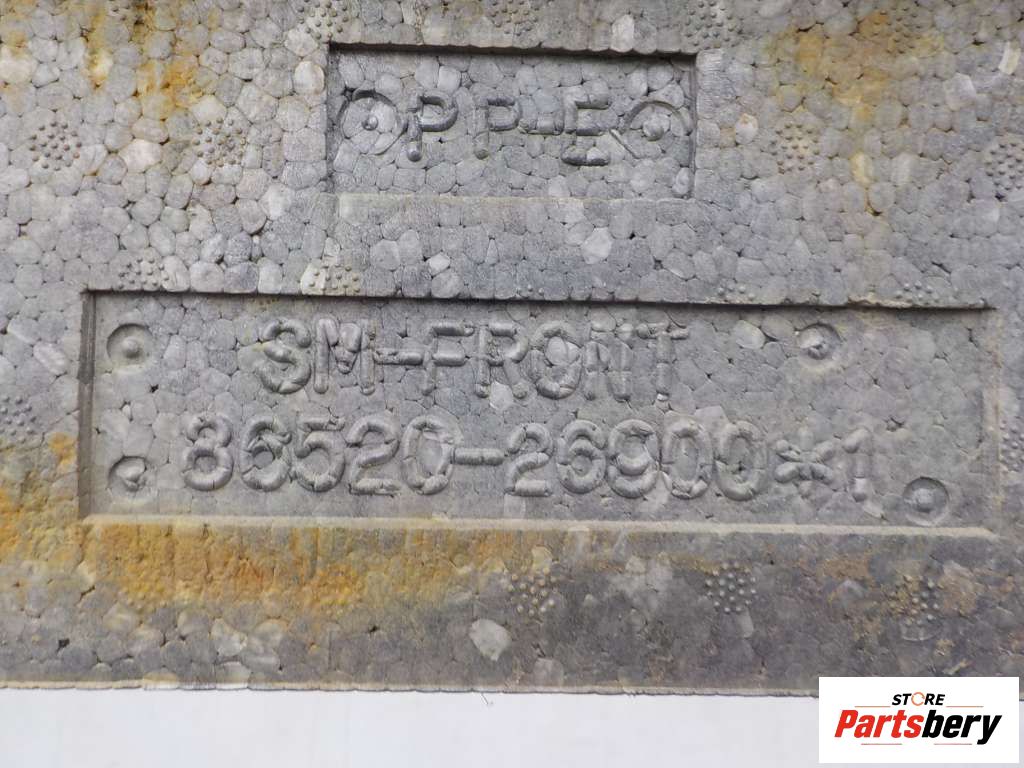 PP-E
SM-FRONT
86520-26900*1
STORE
Partsbery